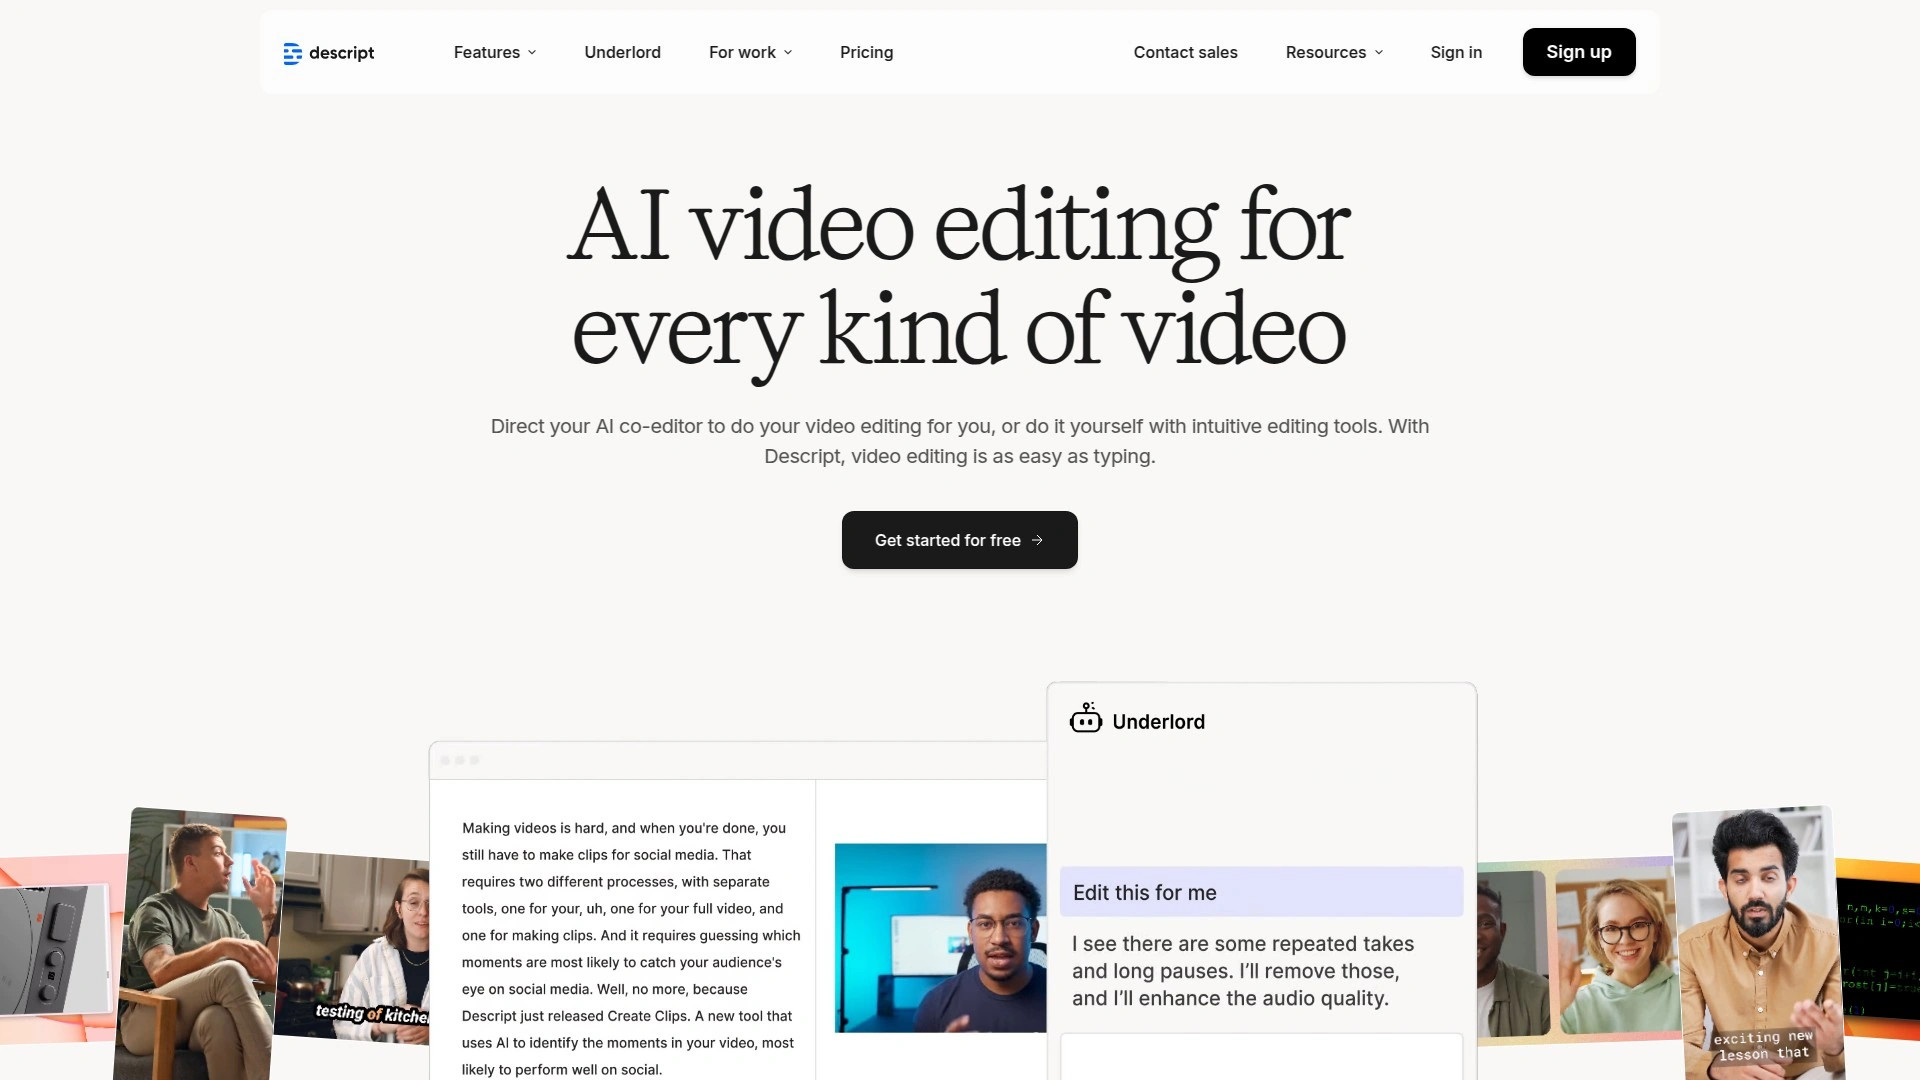 descript
Features
Underlord
For work
Pricing
Contact sales
Resources
Sign in
Sign up
AI video editing for
every kind of video
Direct your AI co-editor to do your video editing for you, or do it yourself with intuitive editing tools. With
Descript, video editing is as easy as typing.
Get started for free
Making videos is hard, and when you're done, you
still have to make clips for social media. That
requires two different processes, with separate
tools, one for your, uh, one for your full video, and
one for making clips. And it requires guessing which
moments are most likely to catch your audience's
eye on social media. Well, no more, because
Descript just released Create Clips. A new tool that
uses AI to identify the moments in your video, most
likely to perform well on social.
Underlord
Edit this for me
I see there are some repeated takes
and long pauses. I'll remove those,
and I'll enhance the audio quality.
testing of kitchen
exciting new
lesson that